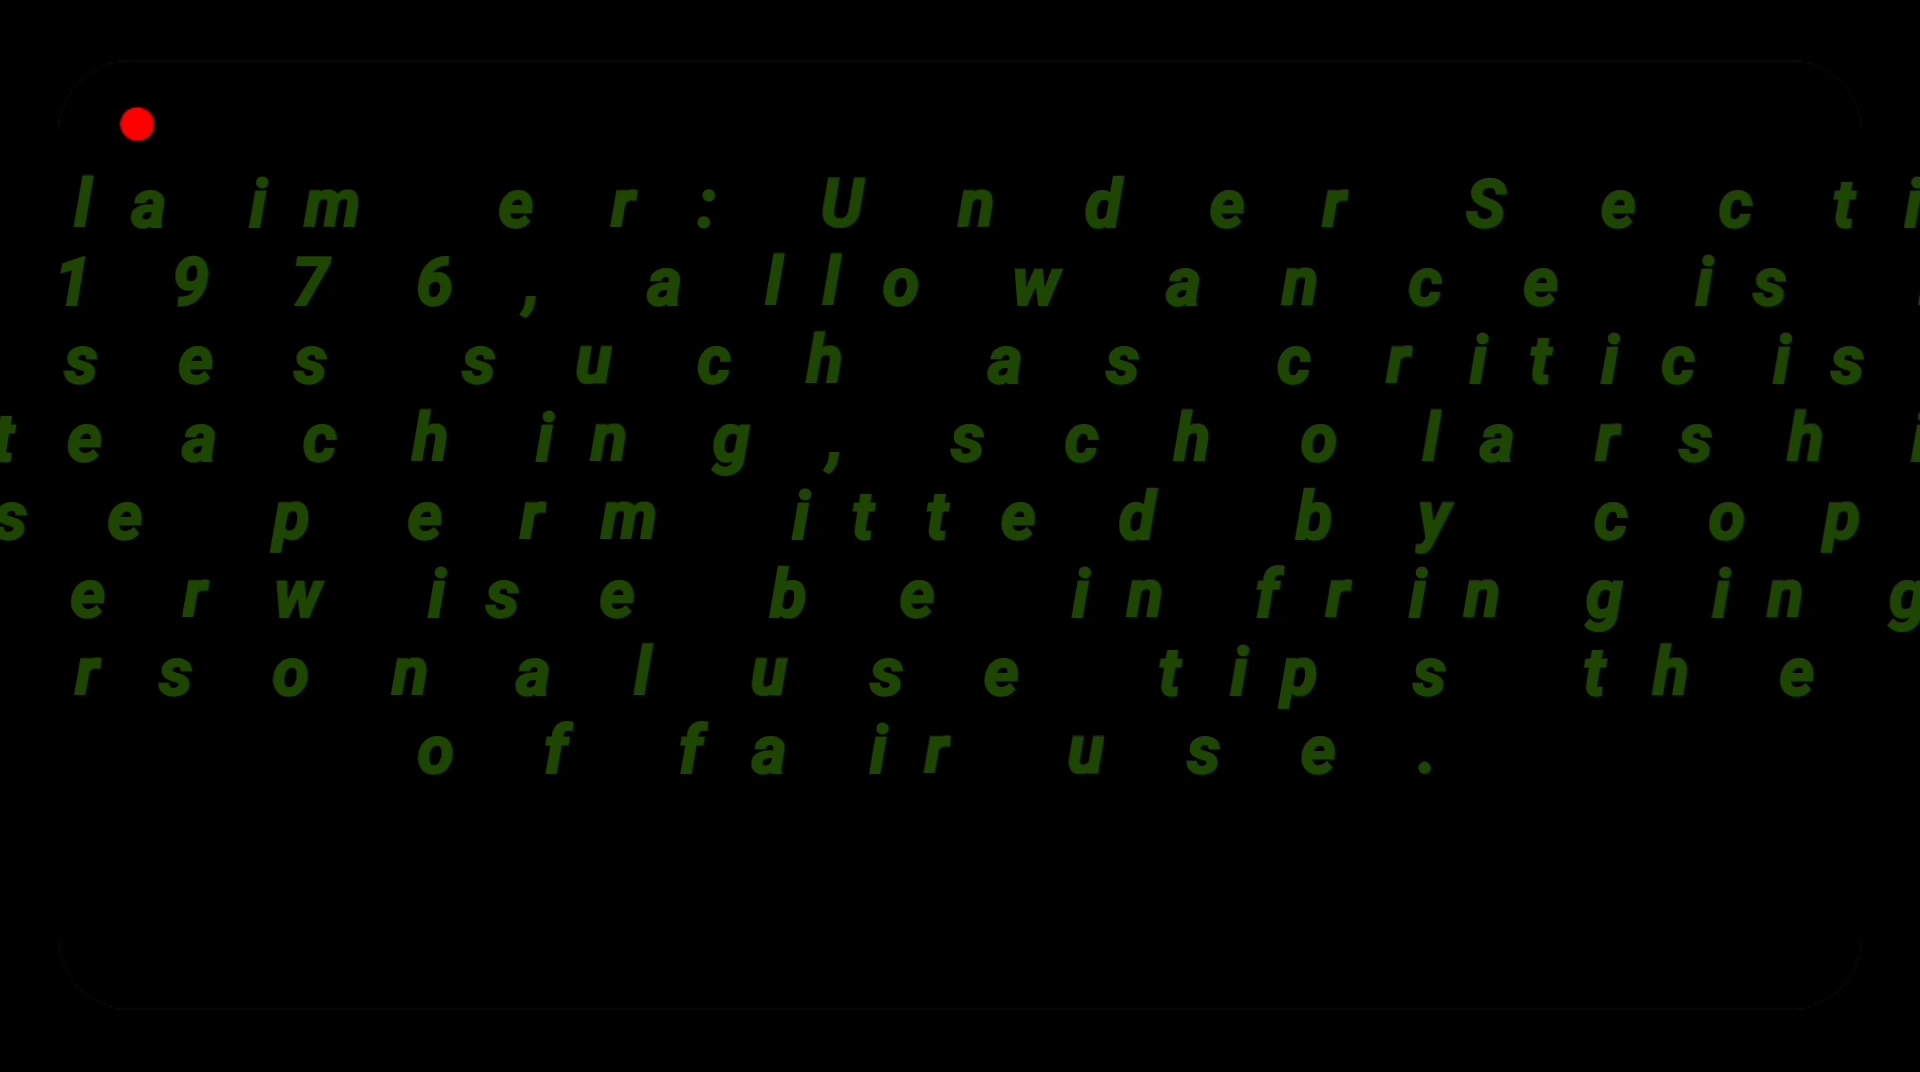 laimer: Under Secti
1976, allowance is
ses such as criticis
teaching, scholarshi
se permitted by cop
erwise be infringing
rsonal use tips the
of fair use.